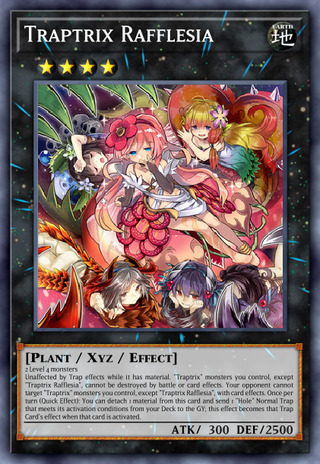 Traptrix Rafflesia
EARTH
地
[Plant / Xyz / Effect]
2 Level 4 monsters
Unaffected by Trap effects while it has material. "Traptrix" monsters you control, except
"Traptrix Rafflesia", cannot be destroyed by battle or card effects. Your opponent cannot
target "Traptrix" monsters you control, except "Traptrix Rafflesia", with card effects. Once per
turn (Quick Effect): You can detach 1 material from this card and send 1 "Hole" Normal Trap
that meets its activation conditions from your Deck to the GY; this effect becomes that Trap
Card's effect when that card is activated.
ATK/ 300 DEF/2500